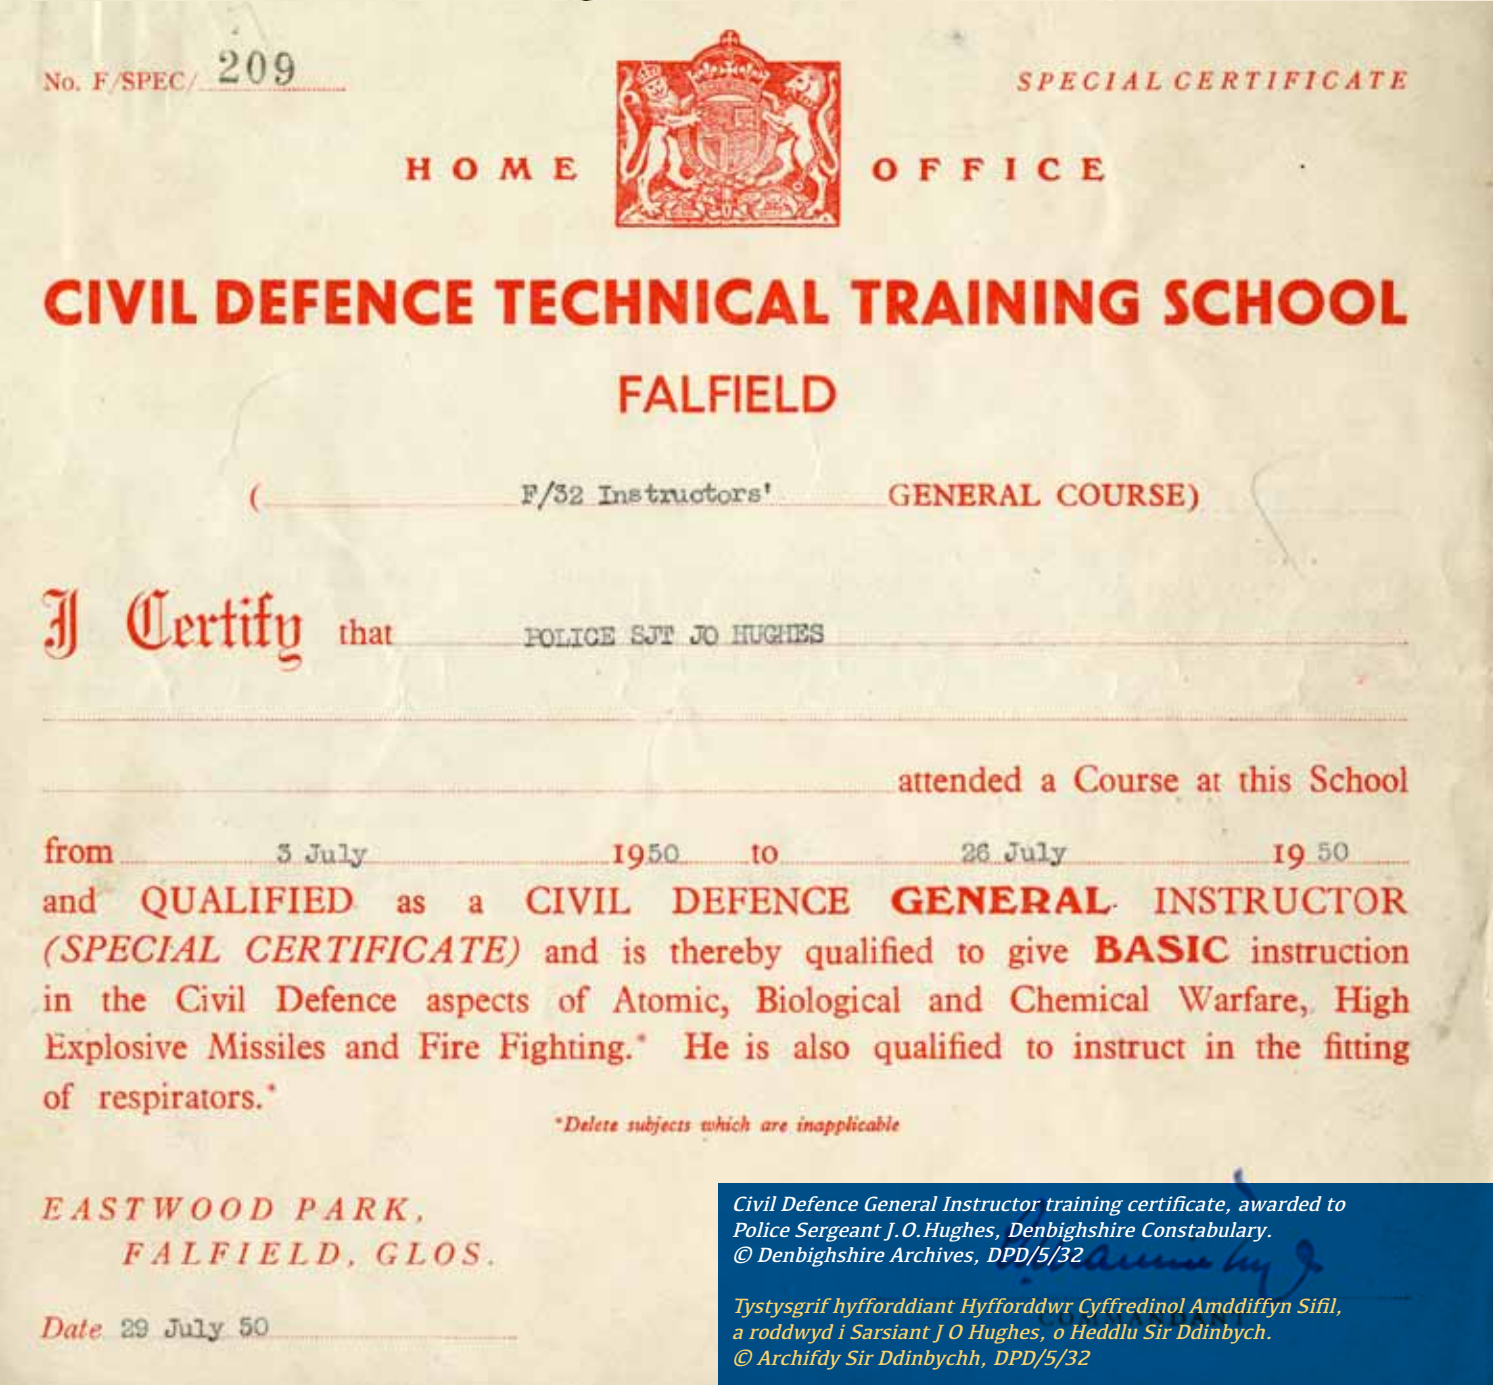 No. F/SPEC/ 209
SPECIAL CERTIFICATE
HOME OFFICE
CIVIL DEFENCE TECHNICAL TRAINING SCHOOL
FALFIELD
( F/32 Instructors' GENERAL COURSE)
I Certify that POLICE SJT JO HUGHES
attended a Course at this School
from 3 July 1950 to 26 July 19 50
and QUALIFIED as a CIVIL DEFENCE GENERAL INSTRUCTOR
(SPECIAL CERTIFICATE) and is thereby qualified to give BASIC instruction
in the Civil Defence aspects of Atomic, Biological and Chemical Warfare, High
Explosive Missiles and Fire Fighting.* He is also qualified to instruct in the fitting
of respirators.*
*Delete subjects which are inapplicable
EASTWOOD PARK,
FALFIELD, GLOS.
Date 29 July 50
COMMANDANT
Civil Defence General Instructor training certificate, awarded to
Police Sergeant J.O.Hughes, Denbighshire Constabulary.
© Denbighshire Archives, DPD/5/32
Tystysgrif hyfforddiant Hyfforddwr Cyffredinol Amddiffyn Sifil,
a roddwyd i Sarsiant J O Hughes, o Heddlu Sir Ddinbych.
© Archifdy Sir Ddinbychh, DPD/5/32